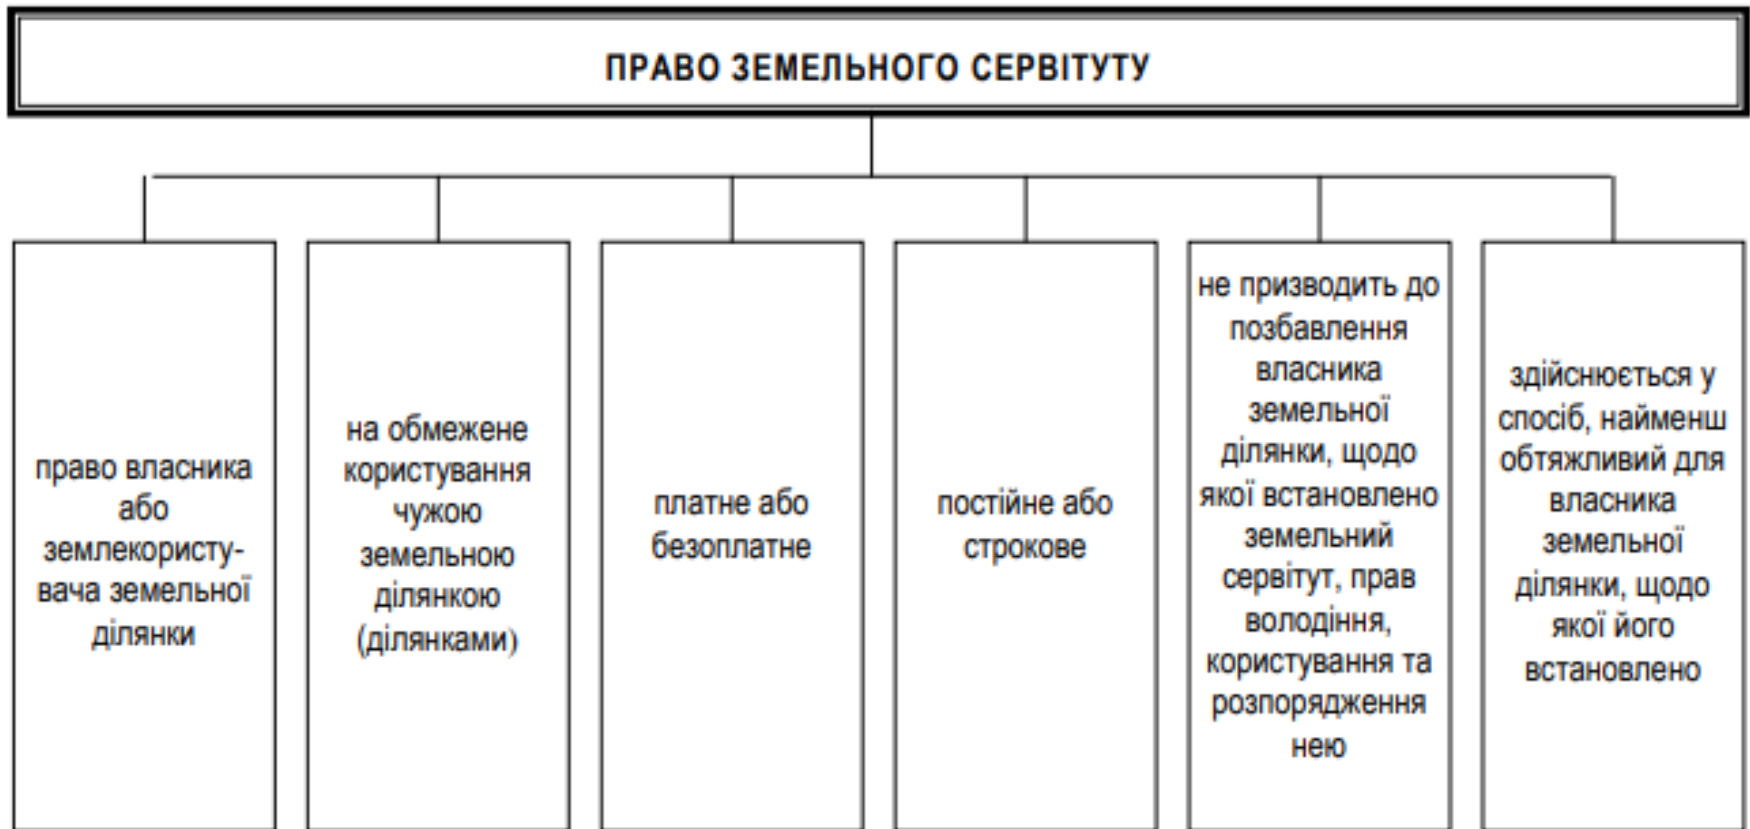 ПРАВО ЗЕМЕЛЬНОГО СЕРВІТУТУ
право власника
або
землекористу-
вача земельної
ділянки
на обмежене
користування
чужою
земельною
ділянкою
(ділянками)
платне або
безоплатне
постійне або
строкове
не призводить до
позбавлення
власника
земельної
ділянки, щодо
якої встановлено
земельний
сервітут, прав
володіння,
користування та
розпорядження
нею
здійснюється у
спосіб, найменш
обтяжливий для
власника
земельної
ділянки, щодо
якої його
встановлено